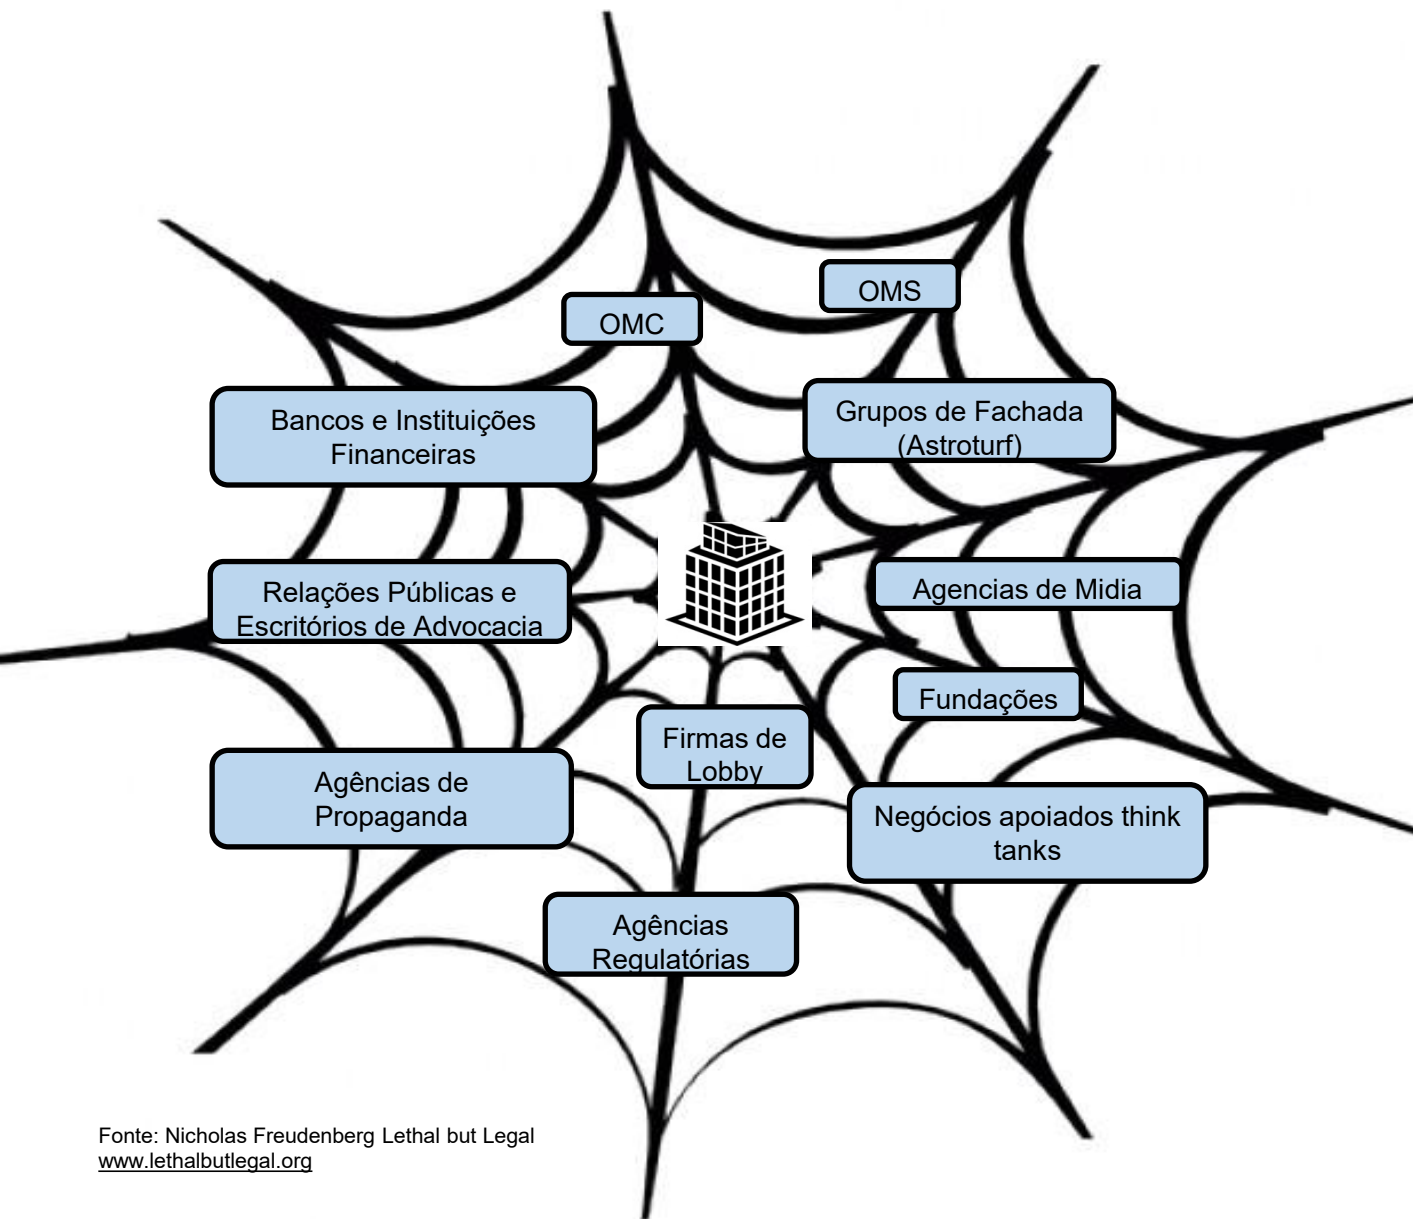 OMS
OMC
Bancos e Instituições
Financeiras
Grupos de Fachada
(Astroturf)
Relações Públicas e
Escritórios de Advocacia
Agencias de Midia
Fundações
Firmas de
Lobby
Agências de
Propaganda
Negócios apoiados think
tanks
Agências
Regulatórias
Fonte: Nicholas Freudenberg Lethal but Legal
www.lethalbutlegal.org